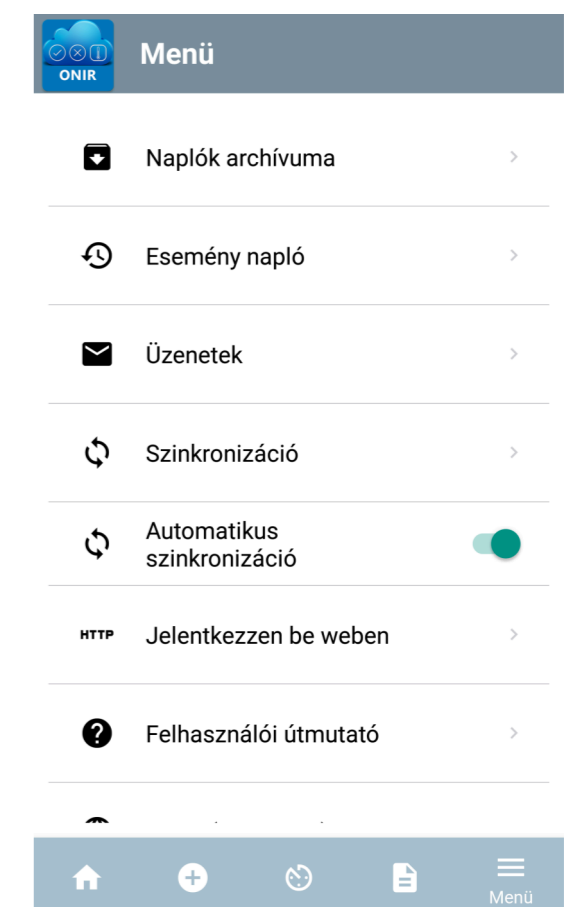 ONIR
Menü
Naplók archívuma
Esemény napló
Üzenetek
Szinkronizáció
Automatikus
szinkronizáció
HTTP
Jelentkezzen be weben
Felhasználói útmutató
Menü